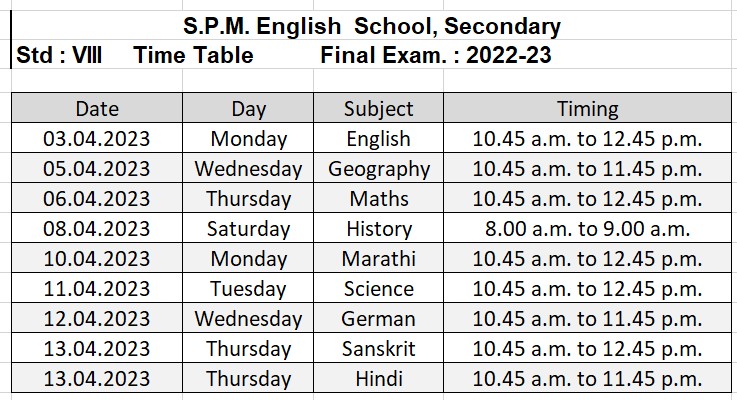 S.P.M. English School, Secondary
Std : VIII Time Table Final Exam. : 2022-23
Date Day Subject Timing
03.04.2023 Monday English 10.45 a.m. to 12.45 p.m.
05.04.2023 Wednesday Geography 10.45 a.m. to 11.45 p.m.
06.04.2023 Thursday Maths 10.45 a.m. to 12.45 p.m.
08.04.2023 Saturday History 8.00 a.m. to 9.00 a.m.
10.04.2023 Monday Marathi 10.45 a.m. to 12.45 p.m.
11.04.2023 Tuesday Science 10.45 a.m. to 12.45 p.m.
12.04.2023 Wednesday German 10.45 a.m. to 11.45 p.m.
13.04.2023 Thursday Sanskrit 10.45 a.m. to 12.45 p.m.
13.04.2023 Thursday Hindi 10.45 a.m. to 11.45 p.m.